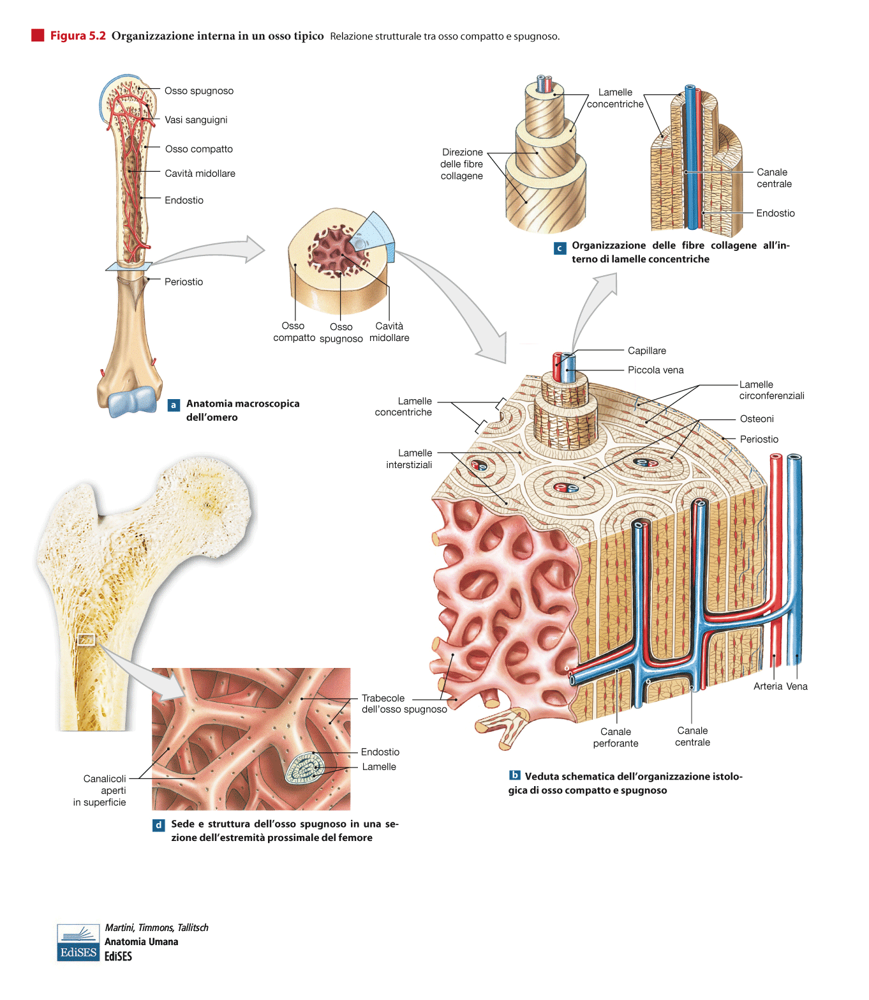 Figura 5.2 Organizzazione interna in un osso tipico Relazione strutturale tra osso compatto e spugnoso.
Osso spugnoso
Vasi sanguigni
Osso compatto
Cavità midollare
Endostio
Periostio
a Anatomia macroscopica
dell'omero
Osso
compatto
Osso
spugnoso
Cavità
midollare
Lamelle
concentriche
Direzione
delle fibre
collagene
Canale
centrale
Endostio
c Organizzazione delle fibre collagene all'in-
terno di lamelle concentriche
Capillare
Piccola vena
Lamelle
circonferenziali
Osteoni
Periostio
Lamelle
concentriche
Lamelle
interstiziali
Arteria Vena
Canale
perforante
Canale
centrale
Trabecole
dell'osso spugnoso
Endostio
Lamelle
Canalicoli
aperti
in superficie
b Veduta schematica dell'organizzazione istolo-
gica di osso compatto e spugnoso
d Sede e struttura dell'osso spugnoso in una se-
zione dell'estremità prossimale del femore
Martini, Timmons, Tallitsch
Anatomia Umana
EdiSES
EdiSES